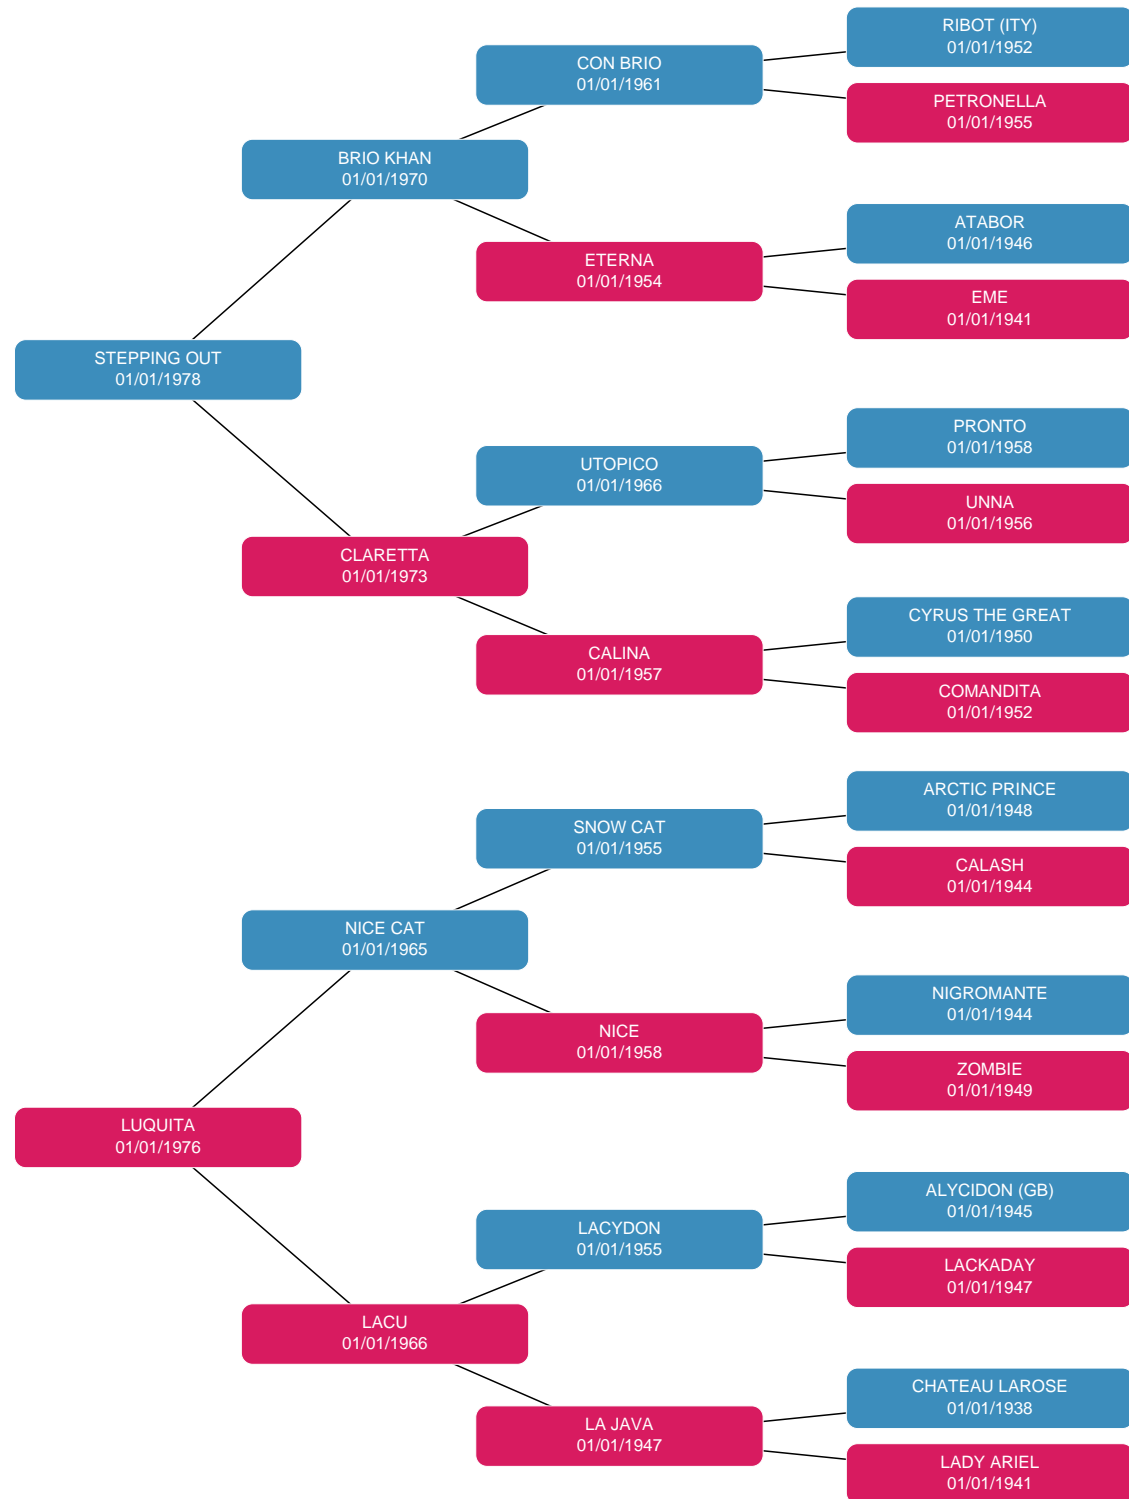 RIBOT (ITY)
01/01/1952
CON BRIO
01/01/1961
PETRONELLA
01/01/1955
BRIO KHAN
01/01/1970
ATABOR
01/01/1946
ETERNA
01/01/1954
EME
01/01/1941
STEPPING OUT
01/01/1978
PRONTO
01/01/1958
UTOPICO
01/01/1966
UNNA
01/01/1956
CLARETTA
01/01/1973
CYRUS THE GREAT
01/01/1950
CALINA
01/01/1957
COMANDITA
01/01/1952
ARCTIC PRINCE
01/01/1948
SNOW CAT
01/01/1955
CALASH
01/01/1944
NICE CAT
01/01/1965
NIGROMANTE
01/01/1944
NICE
01/01/1958
ZOMBIE
01/01/1949
LUQUITA
01/01/1976
ALYCIDON (GB)
01/01/1945
LACYDON
01/01/1955
LACKADAY
01/01/1947
LACU
01/01/1966
CHATEAU LAROSE
01/01/1938
LA JAVA
01/01/1947
LADY ARIEL
01/01/1941